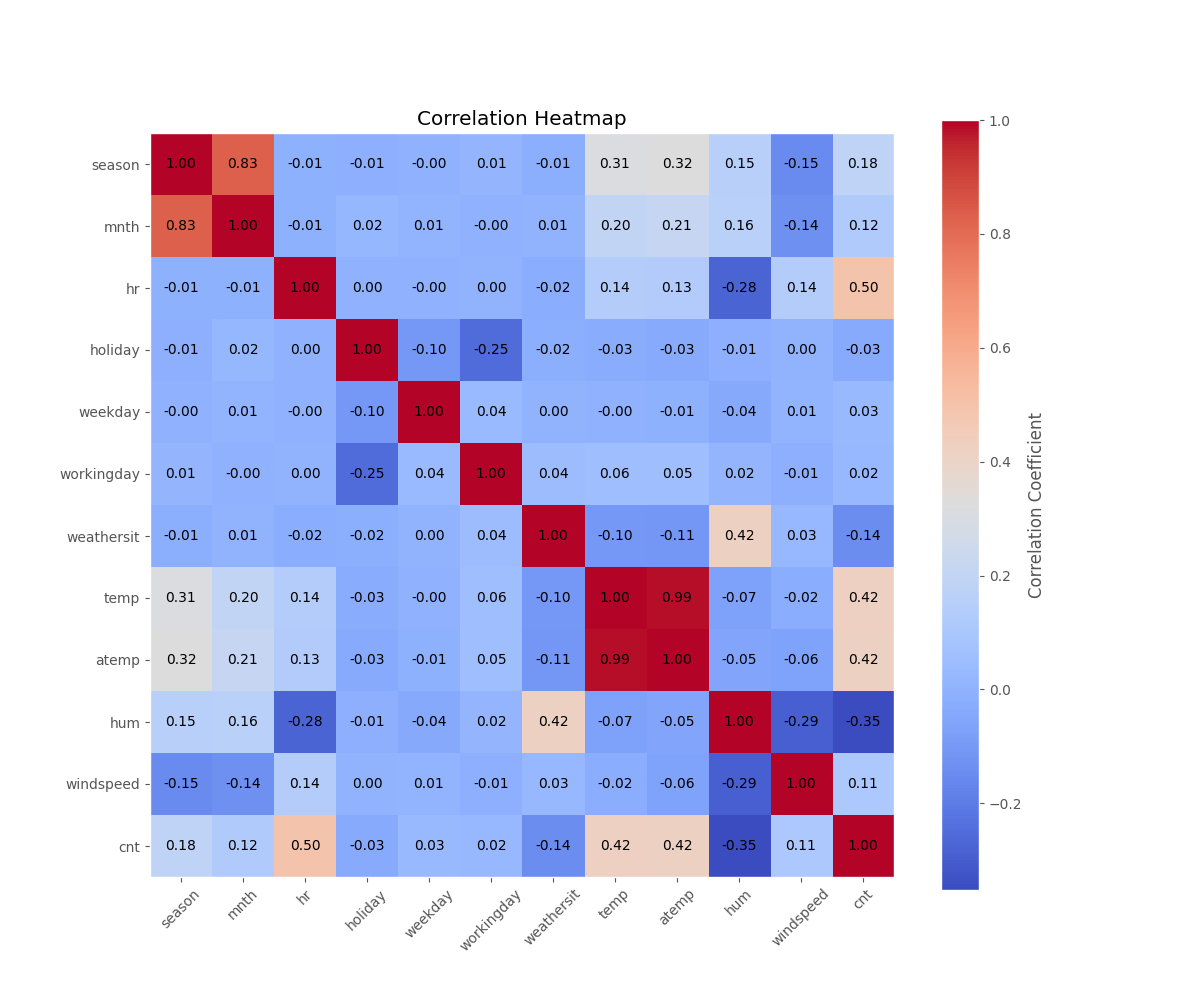 Correlation Heatmap
season 1.00 0.83 -0.01 -0.01 -0.00 0.01 -0.01 0.31 0.32 0.15 -0.15 0.18
mnth 0.83 1.00 -0.01 0.02 0.01 -0.00 0.01 0.20 0.21 0.16 -0.14 0.12
hr -0.01 -0.01 1.00 0.00 -0.00 0.00 -0.02 0.14 0.13 -0.28 0.14 0.50
holiday -0.01 0.02 0.00 1.00 -0.10 -0.25 -0.02 -0.03 -0.03 -0.01 0.00 -0.03
weekday -0.00 0.01 -0.00 -0.10 1.00 0.04 0.00 -0.00 -0.01 -0.04 0.01 0.03
workingday 0.01 -0.00 0.00 -0.25 0.04 1.00 0.04 0.06 0.05 0.02 -0.01 0.02
weathersit -0.01 0.01 -0.02 -0.02 0.00 0.04 1.00 -0.10 -0.11 0.42 0.03 -0.14
temp 0.31 0.20 0.14 -0.03 -0.00 0.06 -0.10 1.00 0.99 -0.07 -0.02 0.42
atemp 0.32 0.21 0.13 -0.03 -0.01 0.05 -0.11 0.99 1.00 -0.05 -0.06 0.42
hum 0.15 0.16 -0.28 -0.01 -0.04 0.02 0.42 -0.07 -0.05 1.00 -0.29 -0.35
windspeed -0.15 -0.14 0.14 0.00 0.01 -0.01 0.03 -0.02 -0.06 -0.29 1.00 0.11
cnt 0.18 0.12 0.50 -0.03 0.03 0.02 -0.14 0.42 0.42 -0.35 0.11 1.00
season mnth hr holiday weekday workingday weathersit temp atemp hum windspeed cnt
1.0
0.8
0.6
0.4
0.2
0.0
−0.2
Correlation Coefficient